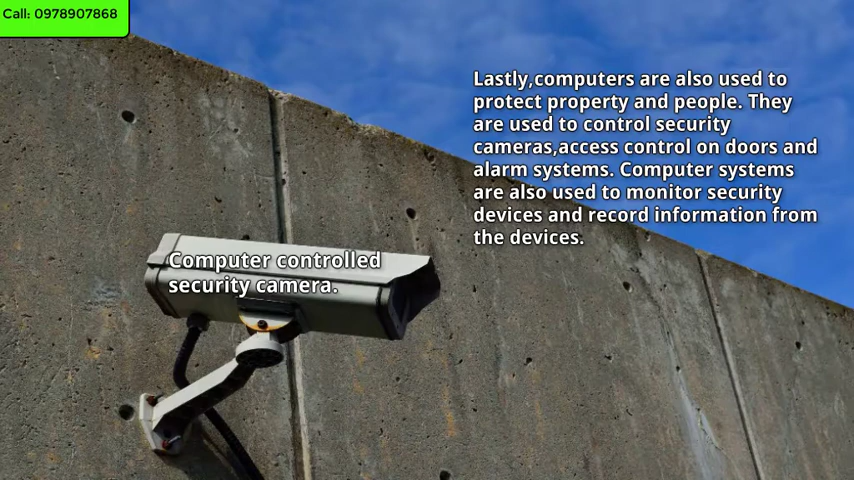 Call: 0978907868
Lastly,computers are also used to
protect property and people. They
are used to control security
cameras,access control on doors and
alarm systems. Computer systems
are also used to monitor security
devices and record information from
the devices.
Computer controlled
security camera.